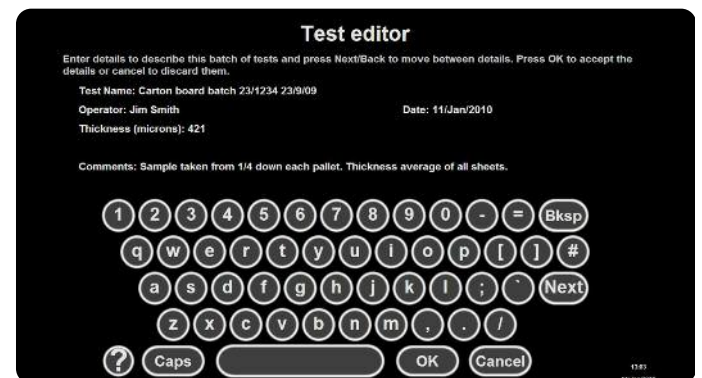 Test editor
Enter details to describe this batch of tests and press Next/Back to move between details. Press OK to accept the
details or cancel to discard them.
Test Name: Carton board batch 23/1234 23/9/09
Operator: Jim Smith Date: 11/Jan/2010
Thickness (microns): 421
Comments: Sample taken from 1/4 down each pallet. Thickness average of all sheets.
1 2 3 4 5 6 7 8 9 0 - = Bksp
q w e r t y u i o p [ ] #
a s d f g h j k l ; ` Next
z x c v b n m , . /
? Caps OK Cancel